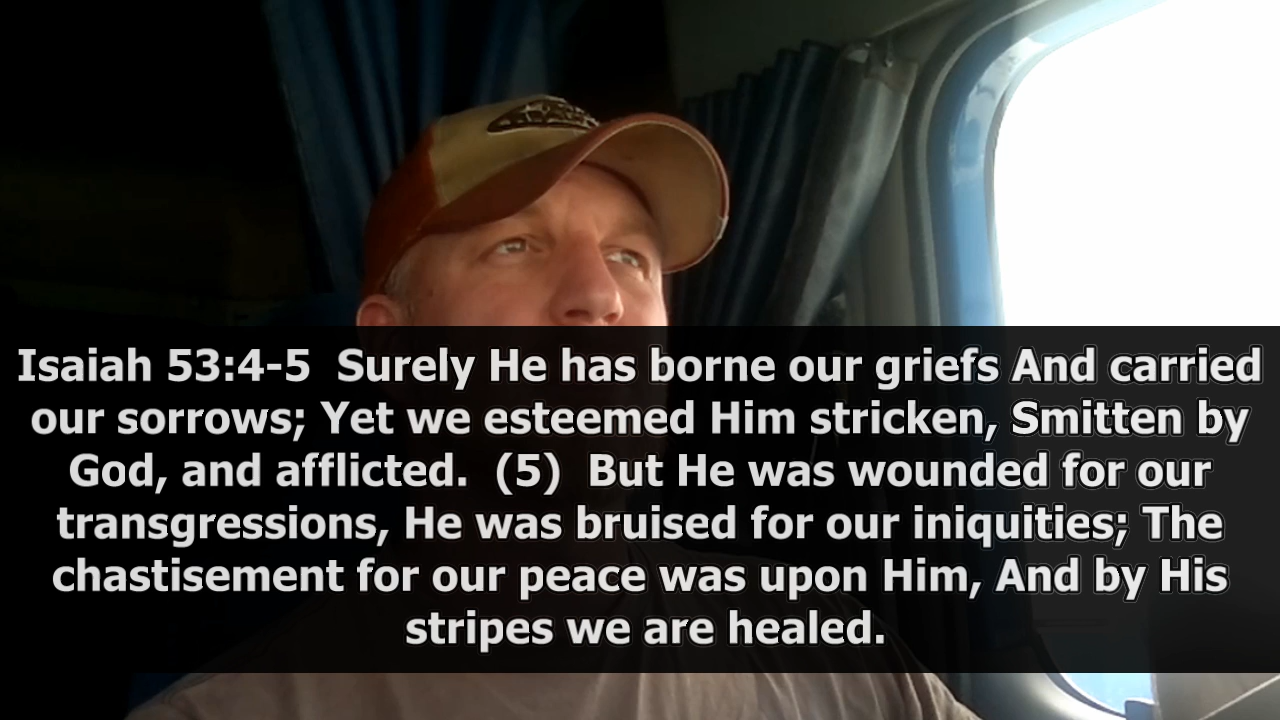 Isaiah 53:4-5  Surely He has borne our griefs And carried
our sorrows; Yet we esteemed Him stricken, Smitten by
God, and afflicted.  (5)  But He was wounded for our
transgressions, He was bruised for our iniquities; The
chastisement for our peace was upon Him, And by His
stripes we are healed.